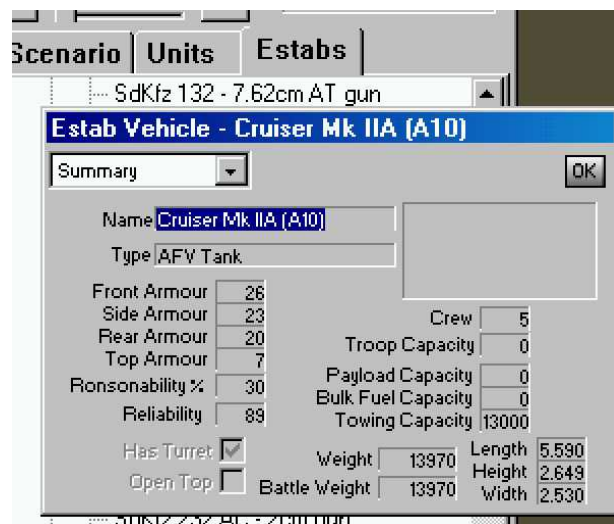 Scenario Units Estabs
SdKfz 132 - 7.62cm AT gun
Estab Vehicle - Cruiser Mk IIA (A10)
Summary OK
Name Cruiser Mk IIA (A10)
Type AFV Tank
Front Armour 26
Side Armour 23
Rear Armour 20
Top Armour 7
Ronsonability % 30
Reliability 89
Has Turret
Open Top
Crew 5
Troop Capacity 0
Payload Capacity 0
Bulk Fuel Capacity 0
Towing Capacity 13000
Weight 13970
Battle Weight 13970
Length 5.590
Height 2.649
Width 2.530